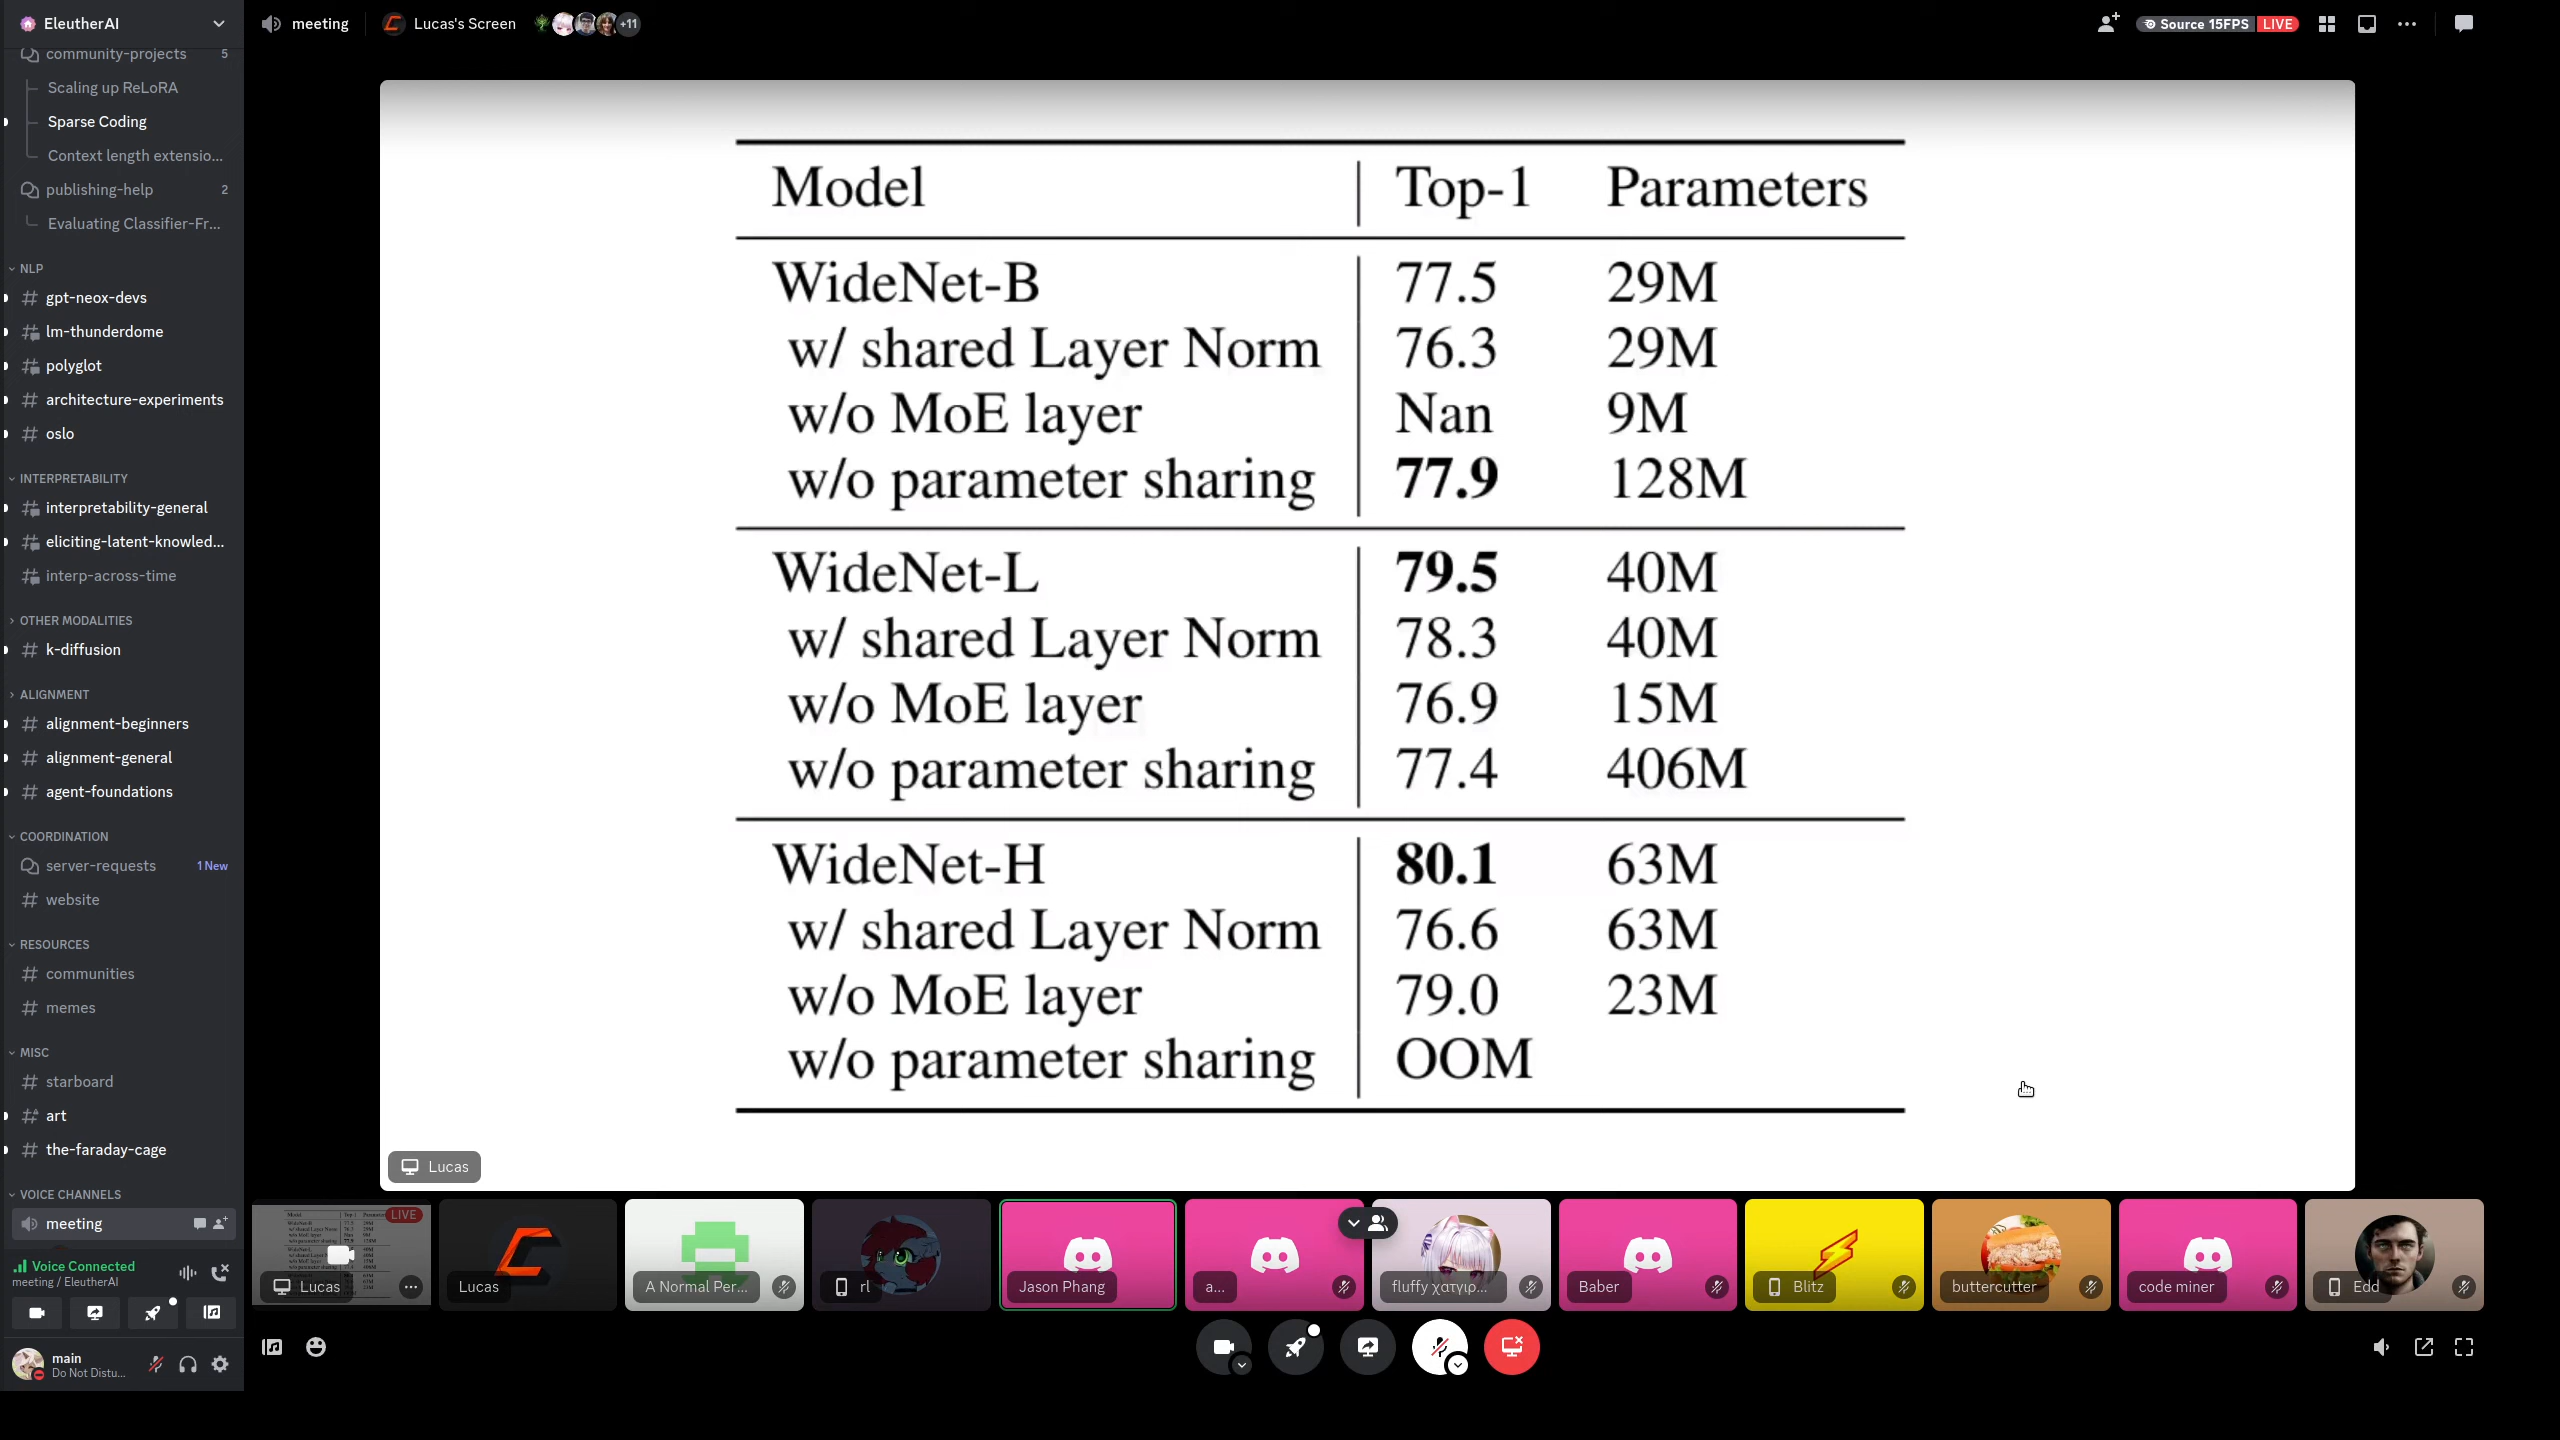 EleutherAI
community-projects 5
Scaling up ReLoRA
Sparse Coding
Context length extensio...
publishing-help 2
Evaluating Classifier-Fr...
NLP
gpt-neox-devs
lm-thunderdome
polyglot
architecture-experiments
oslo
INTERPRETABILITY
interpretability-general
eliciting-latent-knowled...
interp-across-time
OTHER MODALITIES
k-diffusion
ALIGNMENT
alignment-beginners
alignment-general
agent-foundations
COORDINATION
server-requests 1 New
website
RESOURCES
communities
memes
MISC
starboard
art
the-faraday-cage
VOICE CHANNELS
meeting
Voice Connected
meeting / EleutherAI
main
Do Not Distu...
meeting Lucas's Screen +11
Source 15FPS LIVE
Model Top-1 Parameters
WideNet-B 77.5 29M
w/ shared Layer Norm 76.3 29M
w/o MoE layer Nan 9M
w/o parameter sharing 77.9 128M
WideNet-L 79.5 40M
w/ shared Layer Norm 78.3 40M
w/o MoE layer 76.9 15M
w/o parameter sharing 77.4 406M
WideNet-H 80.1 63M
w/ shared Layer Norm 76.6 63M
w/o MoE layer 79.0 23M
w/o parameter sharing OOM
Lucas
LIVE
Lucas
Lucas
A Normal Per...
rl
Jason Phang
a...
fluffy χατγιρ...
Baber
Blitz
buttercutter
code miner
Edd